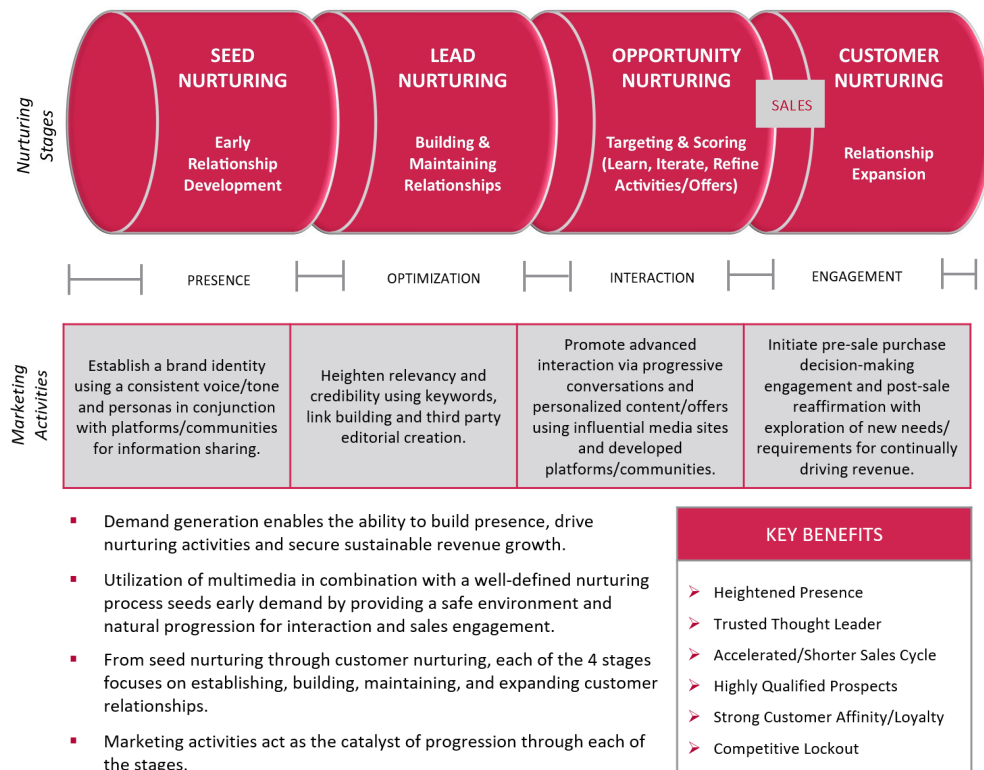 Nurturing
Stages
SEED
NURTURING
Early
Relationship
Development
LEAD
NURTURING
Building &
Maintaining
Relationships
OPPORTUNITY
NURTURING
Targeting & Scoring
(Learn, Iterate, Refine
Activities/Offers)
SALES
CUSTOMER
NURTURING
Relationship
Expansion
PRESENCE
OPTIMIZATION
INTERACTION
ENGAGEMENT
Marketing
Activities
Establish a brand identity
using a consistent voice/tone
and personas in conjunction
with platforms/communities
for information sharing.
Heighten relevancy and
credibility using keywords,
link building and third party
editorial creation.
Promote advanced
interaction via progressive
conversations and
personalized content/offers
using influential media sites
and developed
platforms/communities.
Initiate pre-sale purchase
decision-making
engagement and post-sale
reaffirmation with
exploration of new needs/
requirements for continually
driving revenue.
Demand generation enables the ability to build presence, drive
nurturing activities and secure sustainable revenue growth.
Utilization of multimedia in combination with a well-defined nurturing
process seeds early demand by providing a safe environment and
natural progression for interaction and sales engagement.
From seed nurturing through customer nurturing, each of the 4 stages
focuses on establishing, building, maintaining, and expanding customer
relationships.
Marketing activities act as the catalyst of progression through each of
the stages.
KEY BENEFITS
Heightened Presence
Trusted Thought Leader
Accelerated/Shorter Sales Cycle
Highly Qualified Prospects
Strong Customer Affinity/Loyalty
Competitive Lockout